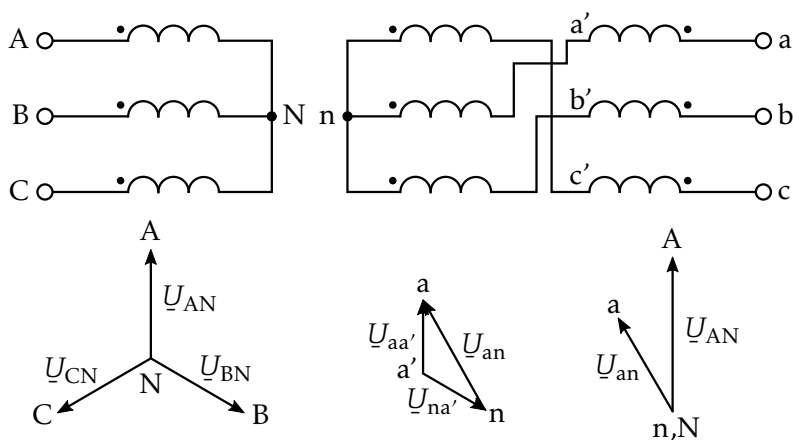 A a' a
B N n b' b
C c' c
A A
U̲AN a a
U̲CN U̲BN U̲aa' U̲an U̲an U̲AN
N a'
C B U̲na' n n,N